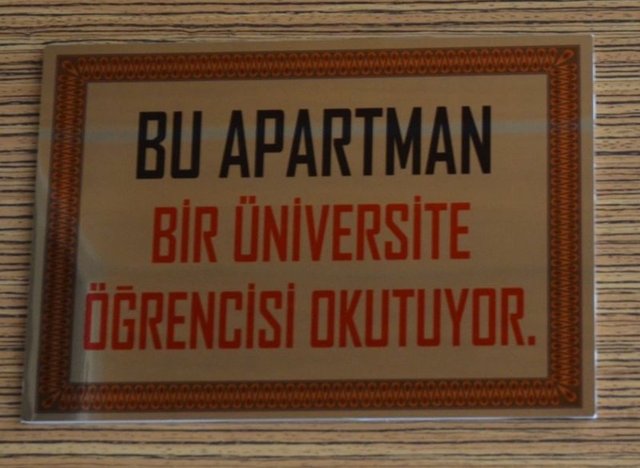 BU APARTMAN
BİR ÜNİVERSİTE
ÖĞRENCİSİ OKUTUYOR.